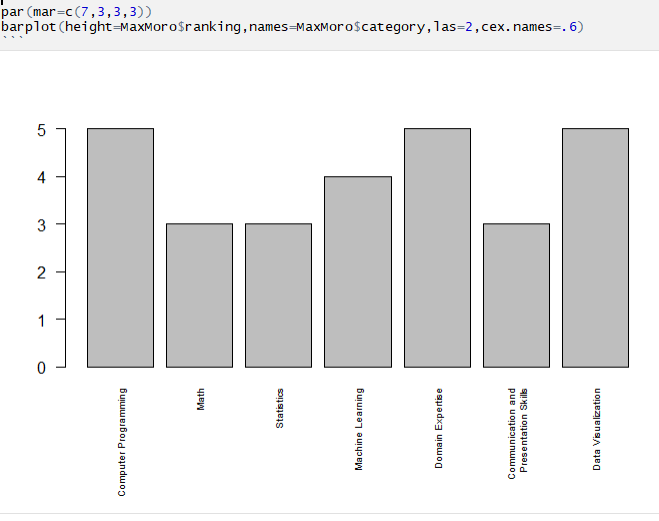 par(mar=c(7,3,3,3))
barplot(height=MaxMoro$ranking,names=MaxMoro$category,las=2,cex.names=.6)
```
5
4
3
2
1
0
Computer Programming
Math
Statistics
Machine Learning
Domain Expertise
Communication and
Presentation Skills
Data Visualization